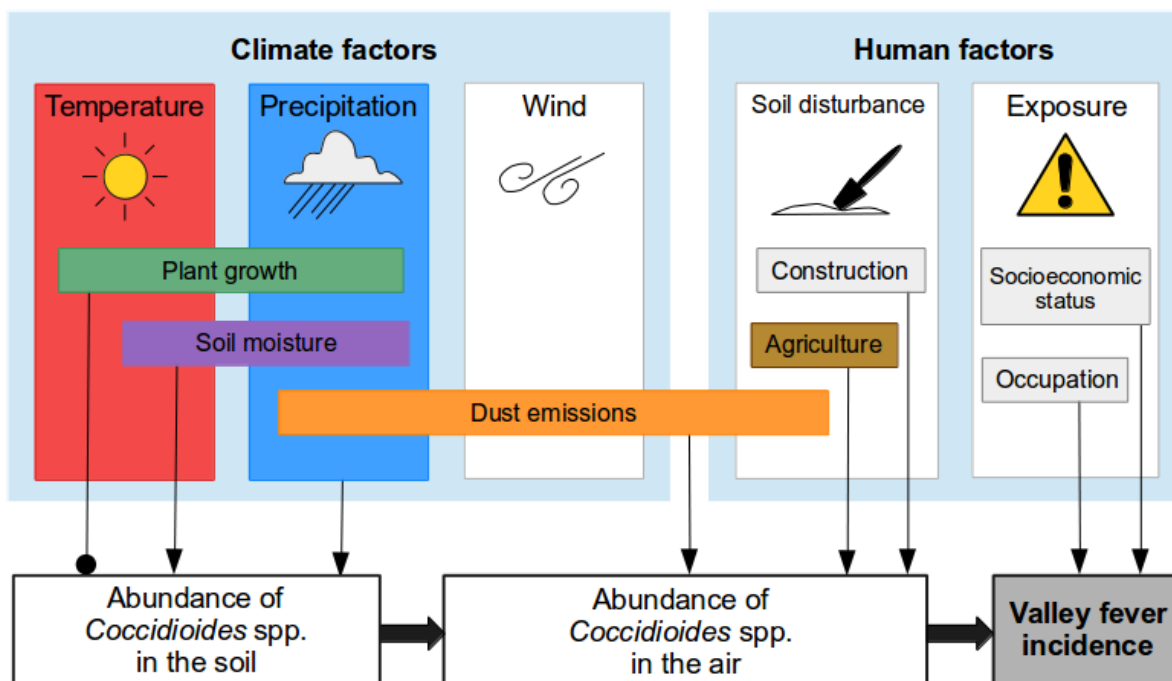 Climate factors
Human factors
Temperature
Precipitation
Wind
Soil disturbance
Exposure
Plant growth
Construction
Socioeconomic
status
Soil moisture
Agriculture
Occupation
Dust emissions
Abundance of
Coccidioides spp.
in the soil
Abundance of
Coccidioides spp.
in the air
Valley fever
incidence